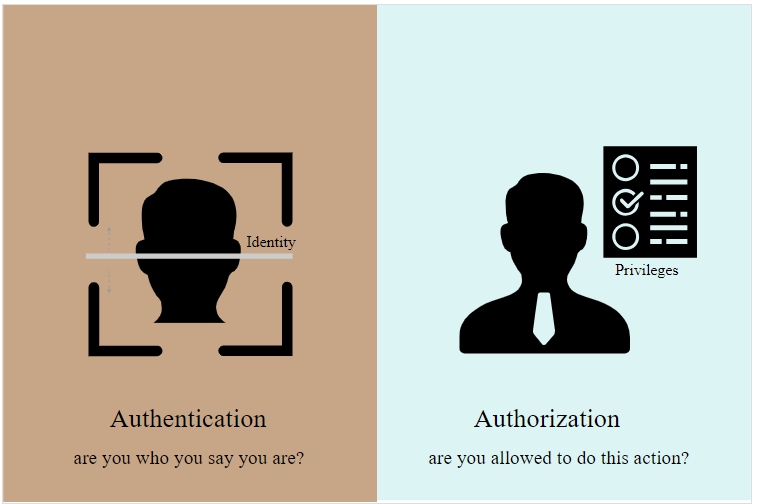 Identity
Authentication
are you who you say you are?
Privileges
Authorization
are you allowed to do this action?